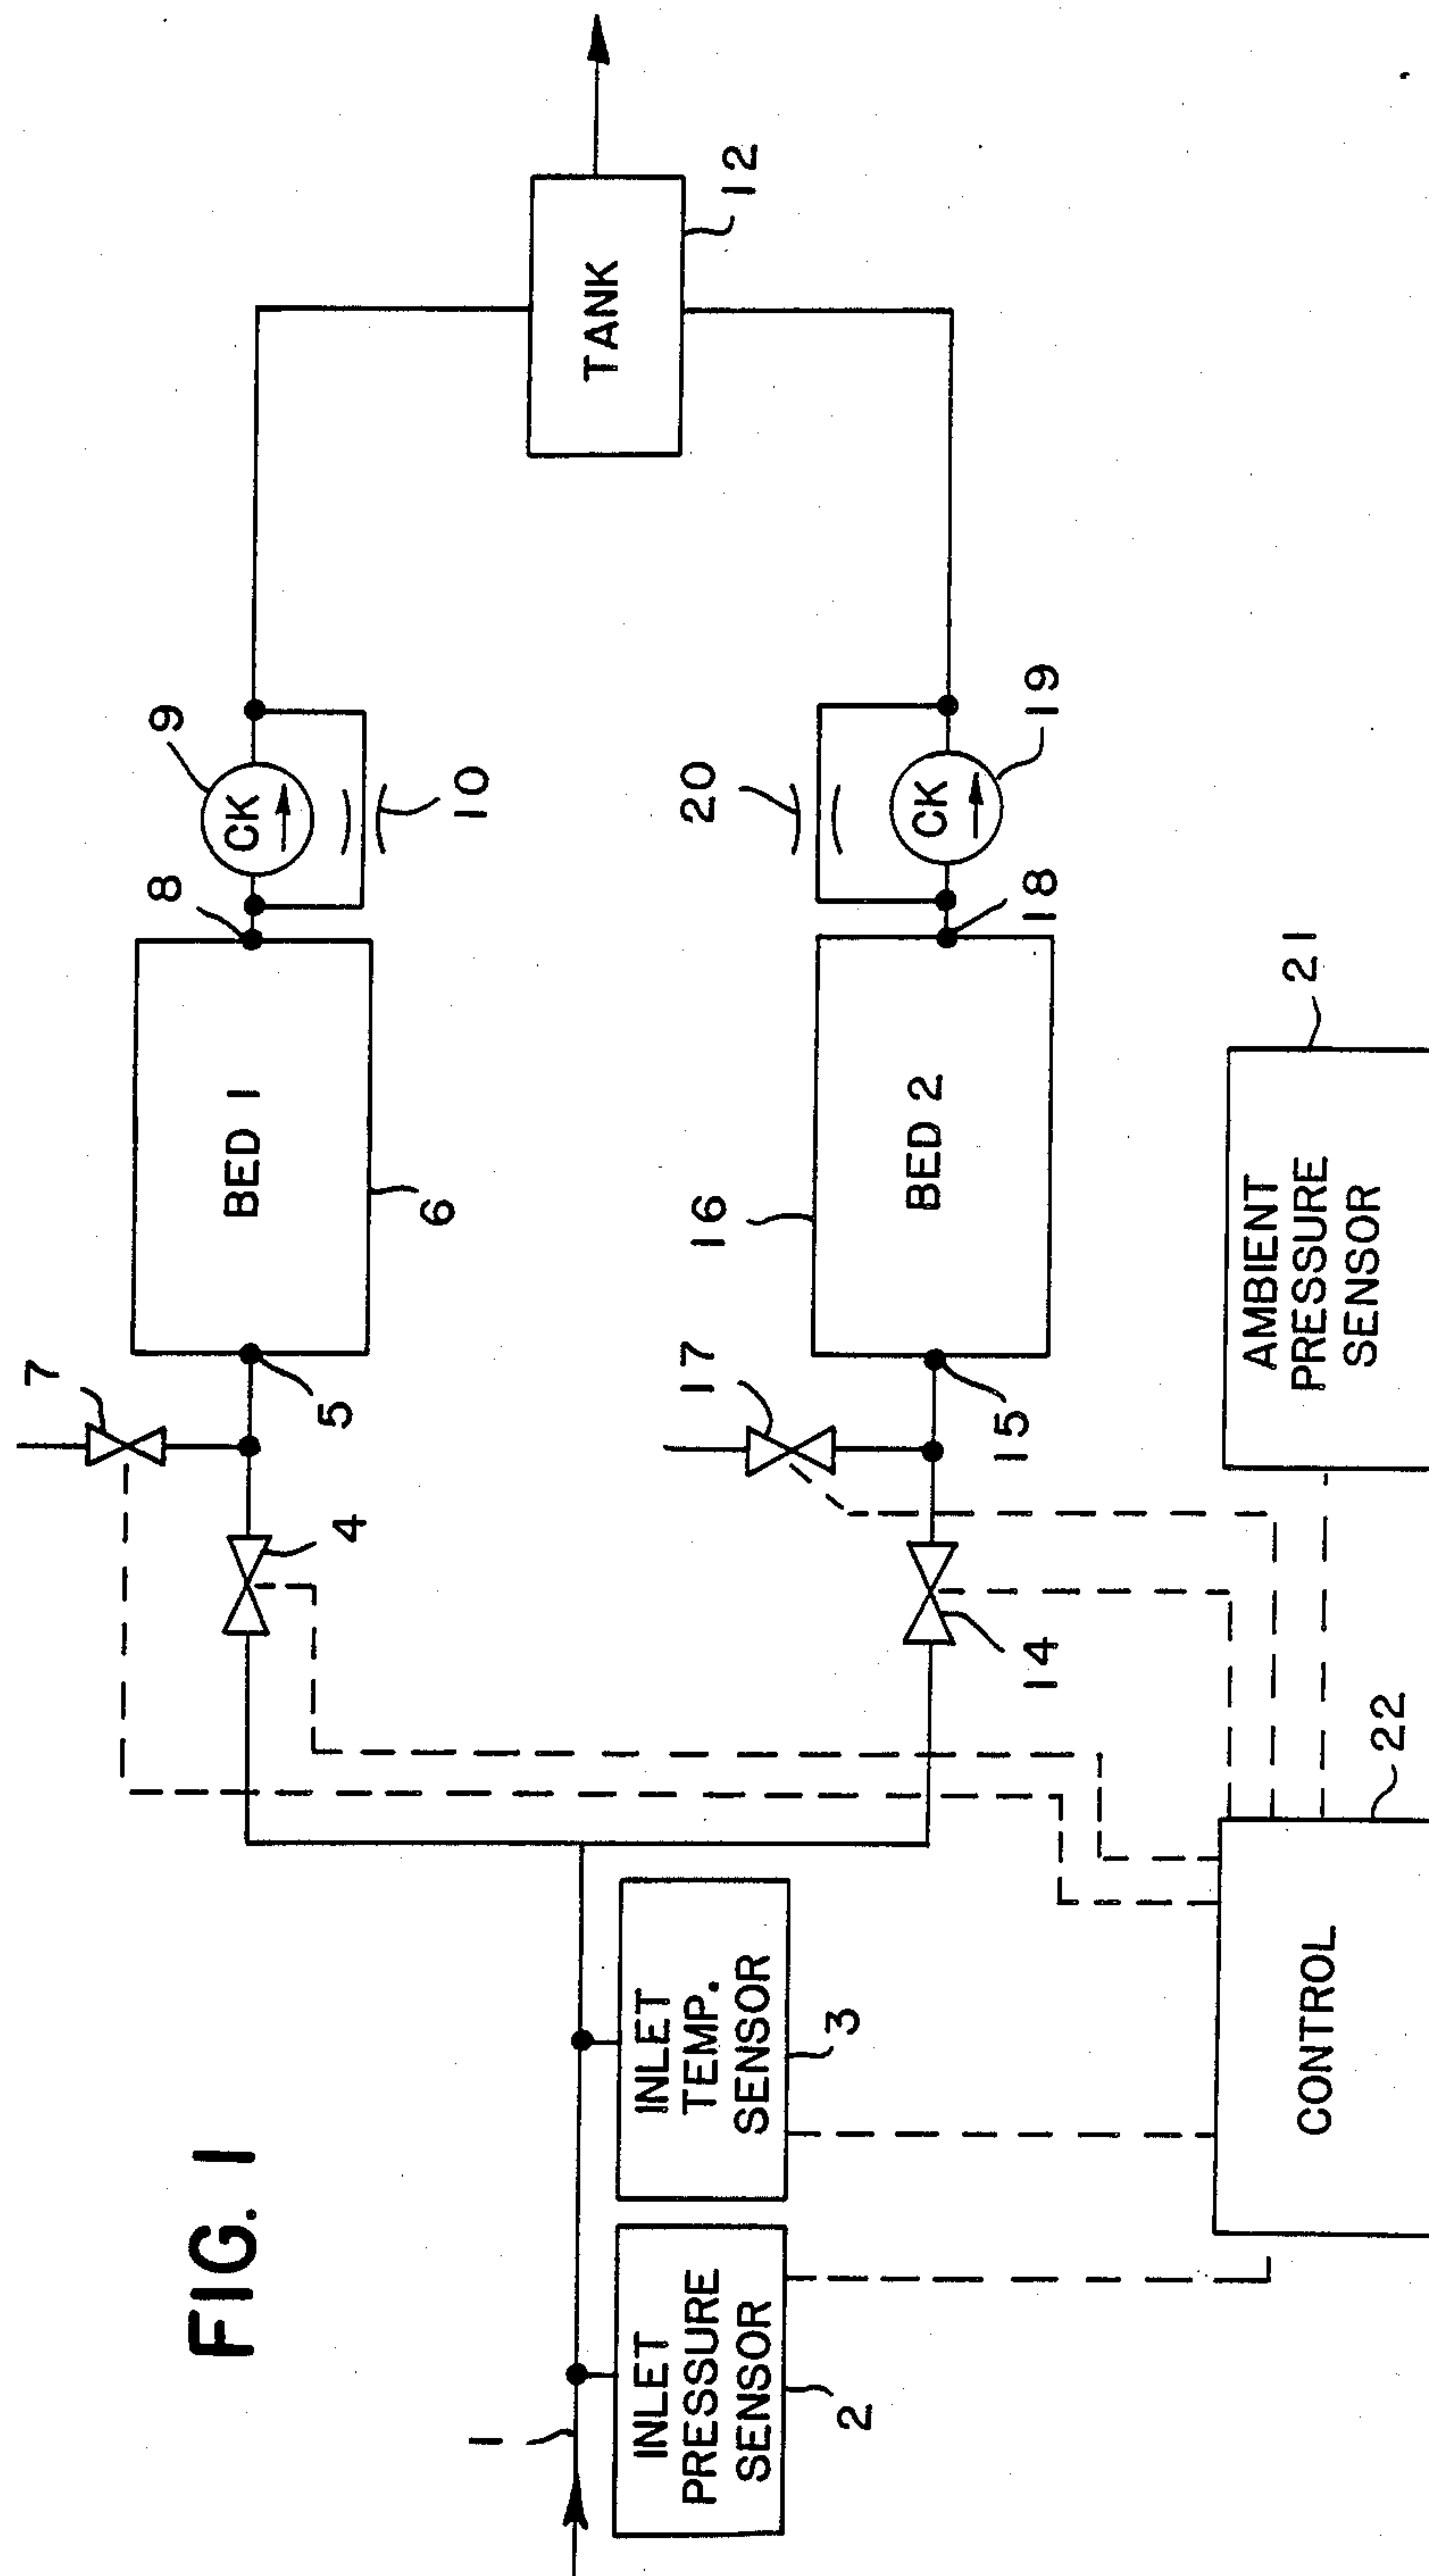 FIG. 1
1
INLET
PRESSURE
SENSOR
2
INLET
TEMP.
SENSOR
3
7
4
5
BED 1
6
8
9
CK
10
TANK
12
14
17
15
16
BED 2
18
20
CK
19
CONTROL
22
AMBIENT
PRESSURE
SENSOR
21